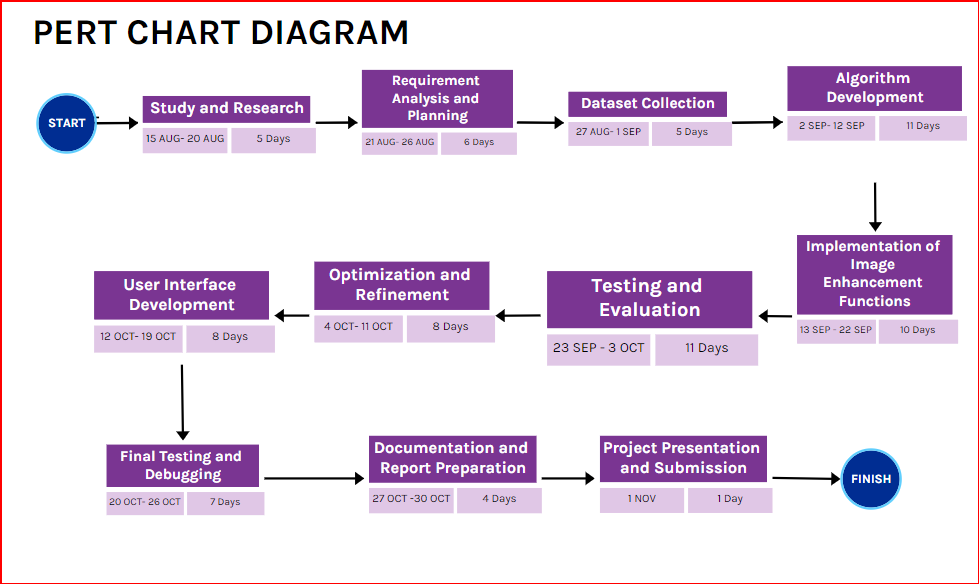 PERT CHART DIAGRAM
START
Study and Research
15 AUG- 20 AUG
5 Days
Requirement
Analysis and
Planning
21 AUG- 26 AUG
6 Days
Dataset Collection
27 AUG- 1 SEP
5 Days
Algorithm
Development
2 SEP- 12 SEP
11 Days
Implementation of
Image
Enhancement
Functions
13 SEP - 22 SEP
10 Days
Testing and
Evaluation
23 SEP - 3 OCT
11 Days
Optimization and
Refinement
4 OCT- 11 OCT
8 Days
User Interface
Development
12 OCT- 19 OCT
8 Days
Final Testing and
Debugging
20 OCT- 26 OCT
7 Days
Documentation and
Report Preparation
27 OCT -30 OCT
4 Days
Project Presentation
and Submission
1 NOV
1 Day
FINISH